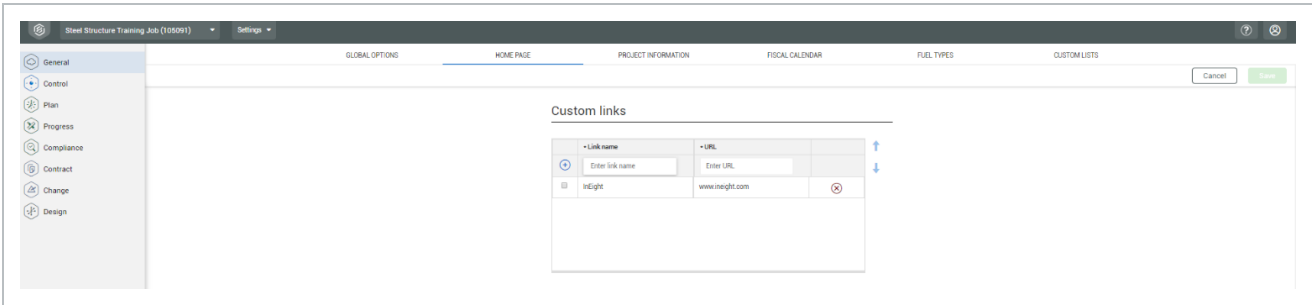 Steel Structure Training Job (105091) Settings
General
Control
Plan
Progress
Compliance
Contract
Change
Design
GLOBAL OPTIONS HOME PAGE PROJECT INFORMATION FISCAL CALENDAR FUEL TYPES CUSTOM LISTS
Cancel Save
Custom links
• Link name • URL
Enter link name Enter URL
InEight www.ineight.com